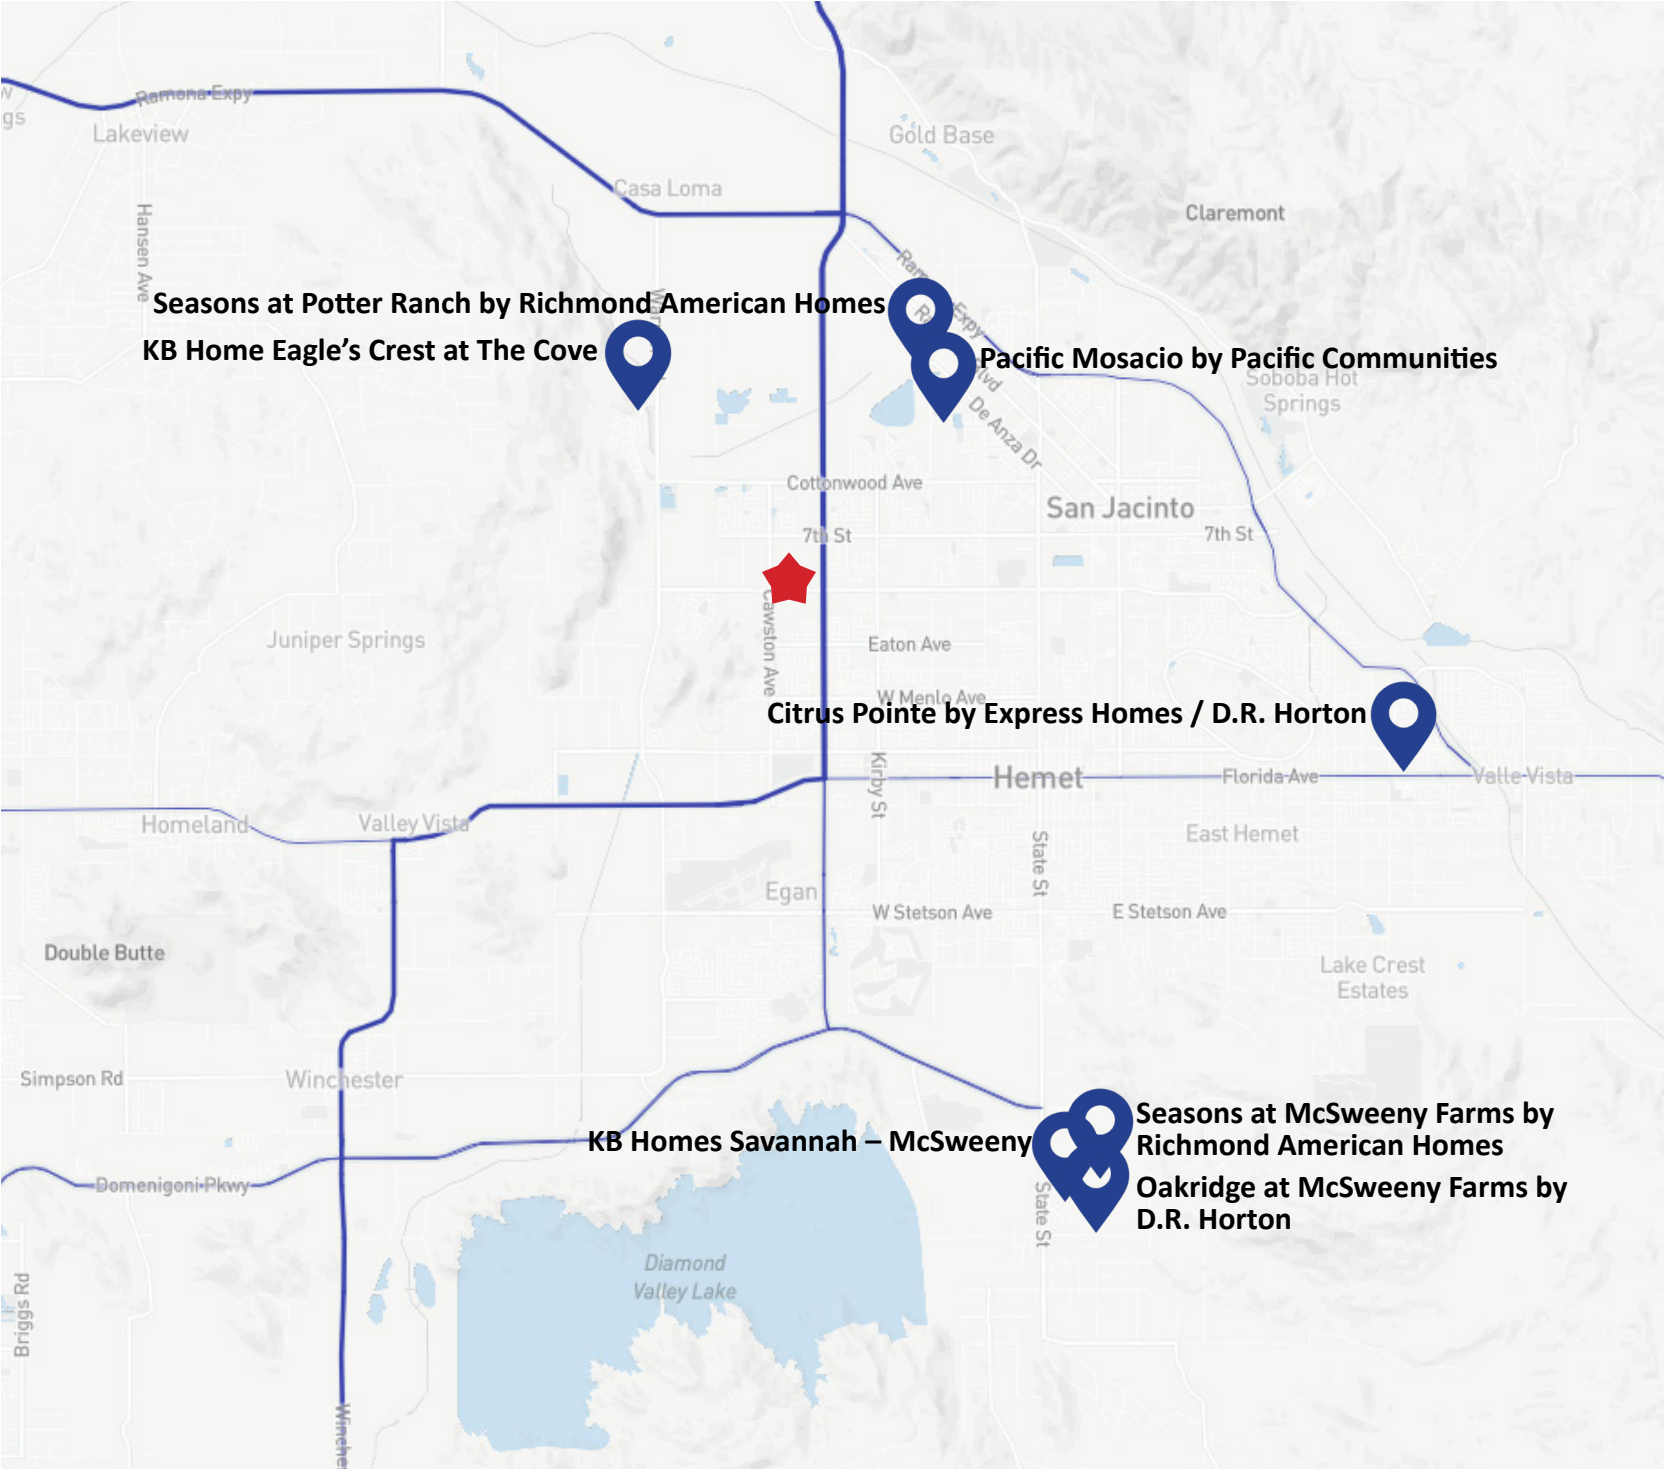 Ramona Expy
Lakeview
gs
Gold Base
Casa Loma
Claremont
Hansen Ave
Seasons at Potter Ranch by Richmond American Homes
Expy
KB Home Eagle’s Crest at The Cove
Pacific Mosacio by Pacific Communities
Soboba Hot
Springs
De Anza Dr
Cottonwood Ave
San Jacinto
7th St
7th St
Cawston Ave
Juniper Springs
Eaton Ave
W Menlo Ave
Citrus Pointe by Express Homes / D.R. Horton
Kirby St
Hemet
Florida Ave
Valle Vista
Homeland
Valley Vista
East Hemet
State St
Egan
W Stetson Ave
E Stetson Ave
Double Butte
Lake Crest
Estates
Simpson Rd
Winchester
Seasons at McSweeny Farms by
Richmond American Homes
KB Homes Savannah – McSweeny
Domenigoni Pkwy
Oakridge at McSweeny Farms by
D.R. Horton
State St
Diamond
Valley Lake
Briggs Rd
Winche